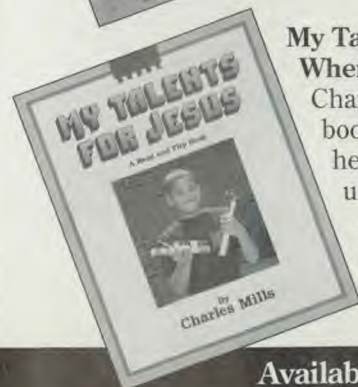 MY TALENTS
FOR JESUS
A Read and Flip Book
By
Charles Mills
My Ta
When
Cha
boo
he
u
Availab